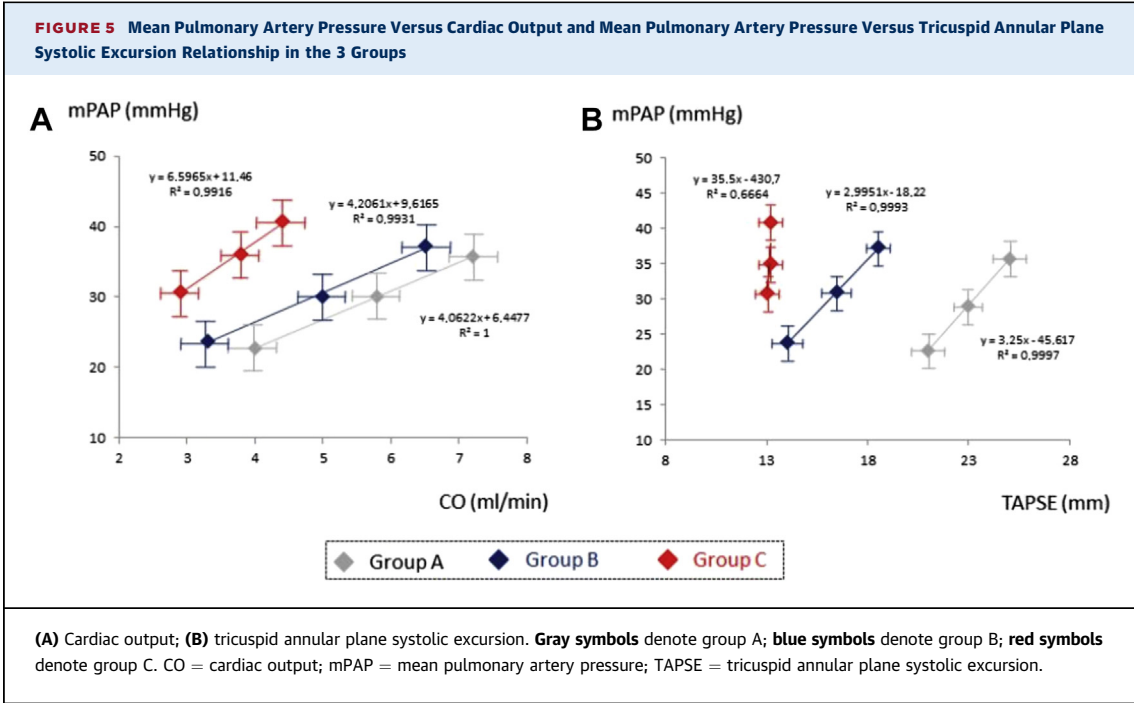 FIGURE 5 Mean Pulmonary Artery Pressure Versus Cardiac Output and Mean Pulmonary Artery Pressure Versus Tricuspid Annular Plane
Systolic Excursion Relationship in the 3 Groups
A
mPAP (mmHg)
50
40
30
20
10
2
3
4
5
6
7
8
y = 6.5965x + 11.46
R² = 0,9916
y = 4,2061x + 9,6165
R² = 0,9931
y = 4,0622x + 6,4477
R² = 1
CO (ml/min)
B
mPAP (mmHg)
50
45
40
35
30
25
20
15
10
8
13
18
23
28
y = 35.5x - 430,7
R² = 0,6664
y = 2,9951x - 18,22
R² = 0,9993
y = 3,25x - 45,617
R² = 0,9997
TAPSE (mm)
Group A
Group B
Group C
(A) Cardiac output; (B) tricuspid annular plane systolic excursion. Gray symbols denote group A; blue symbols denote group B; red symbols
denote group C. CO = cardiac output; mPAP = mean pulmonary artery pressure; TAPSE = tricuspid annular plane systolic excursion.